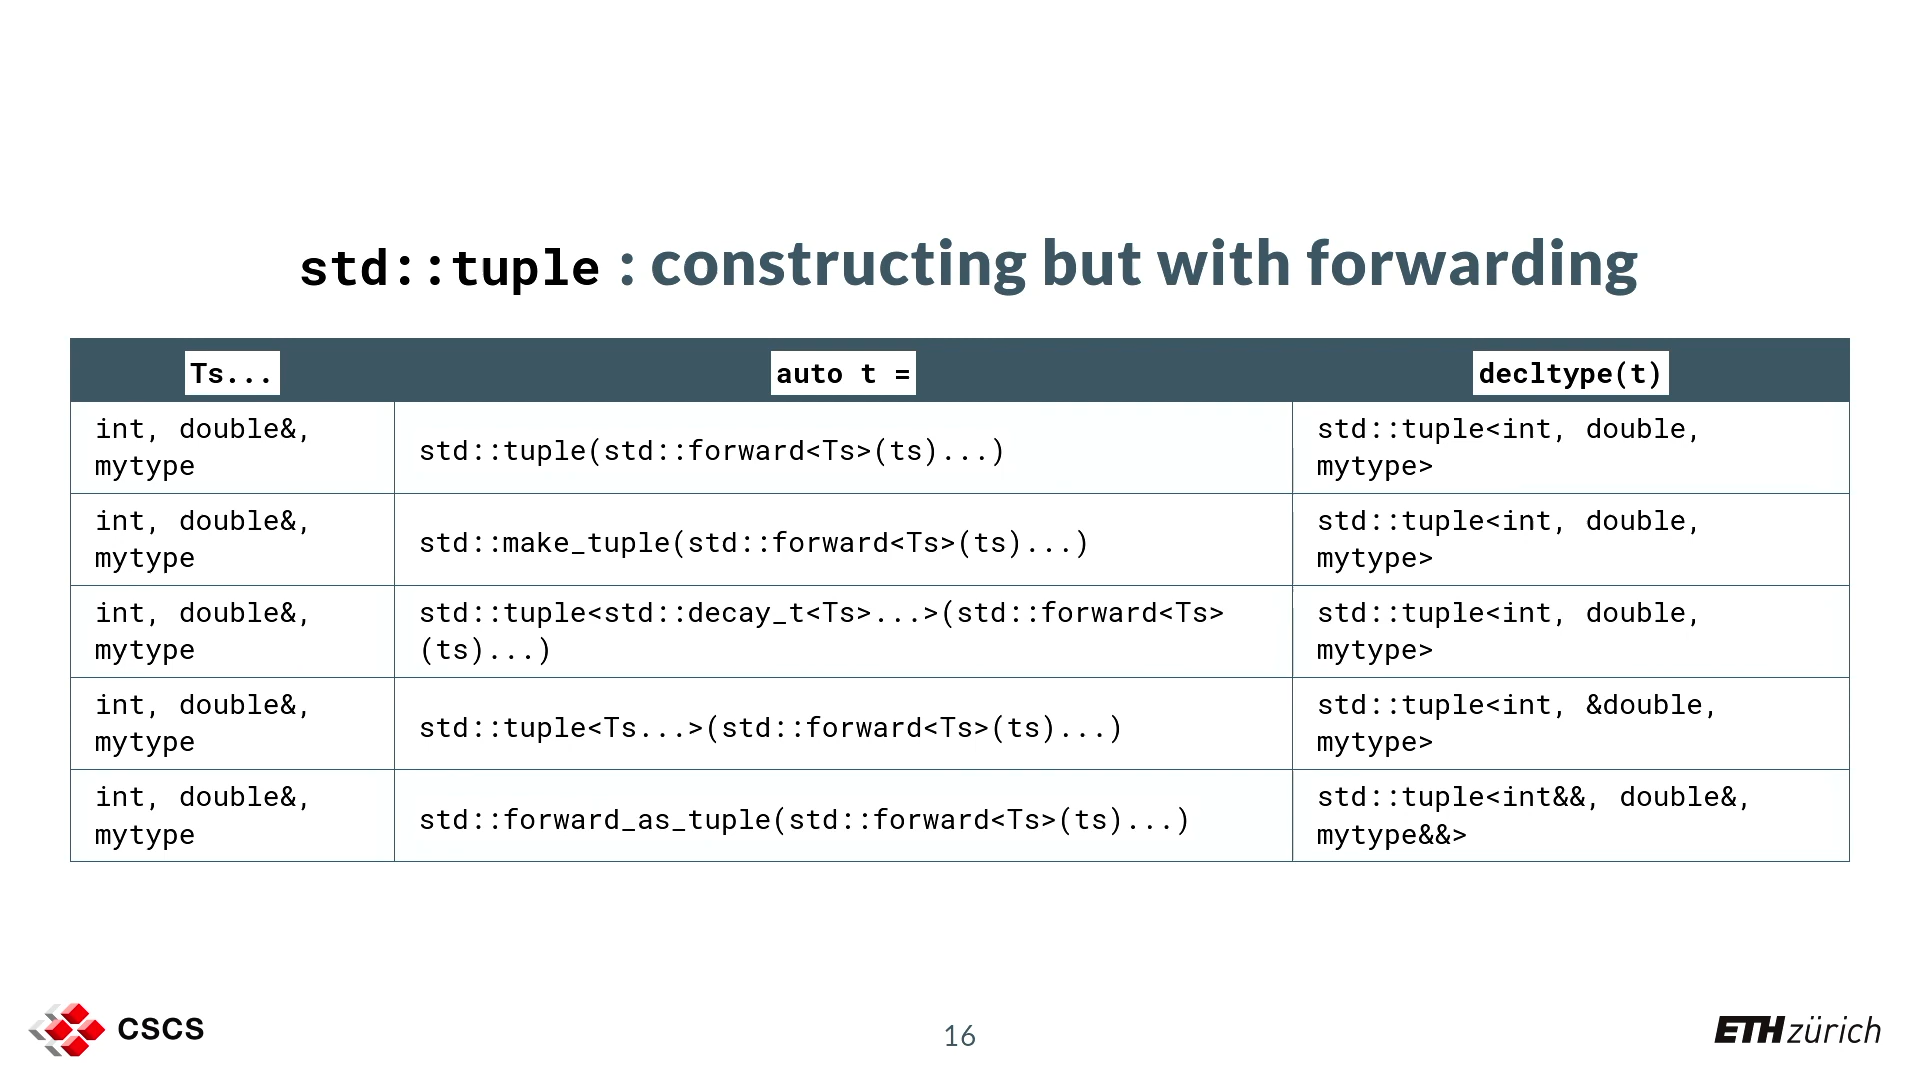 std::tuple : constructing but with forwarding
Ts... auto t = decltype(t)
int, double&,
mytype
std::tuple(std::forward<Ts>(ts)...)
std::tuple<int, double,
mytype>
int, double&,
mytype
std::make_tuple(std::forward<Ts>(ts)...)
std::tuple<int, double,
mytype>
int, double&,
mytype
std::tuple<std::decay_t<Ts>...>(std::forward<Ts>
(ts)...)
std::tuple<int, double,
mytype>
int, double&,
mytype
std::tuple<Ts...>(std::forward<Ts>(ts)...)
std::tuple<int, &double,
mytype>
int, double&,
mytype
std::forward_as_tuple(std::forward<Ts>(ts)...)
std::tuple<int&&, double&,
mytype&&>
CSCS
16
ETH zürich